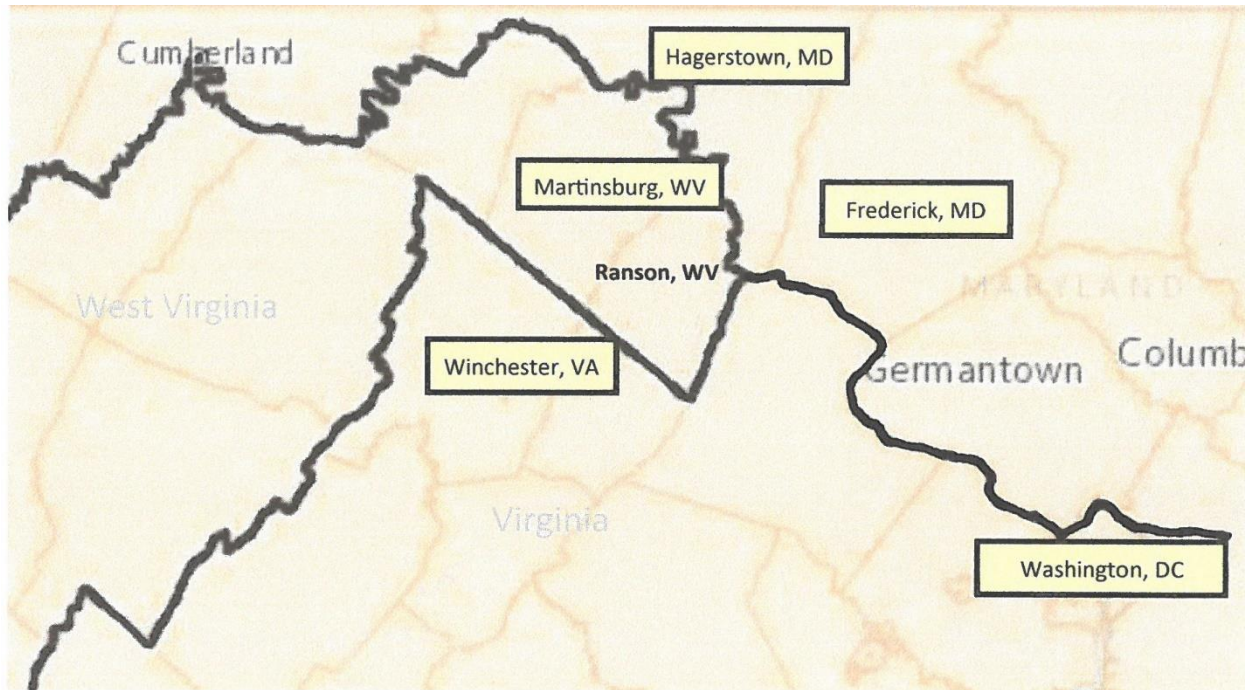 Cumberland
Hagerstown, MD
Martinsburg, WV
Frederick, MD
Ranson, WV
MARYLAND
West Virginia
Columb
Winchester, VA
Germantown
Virginia
Washington, DC